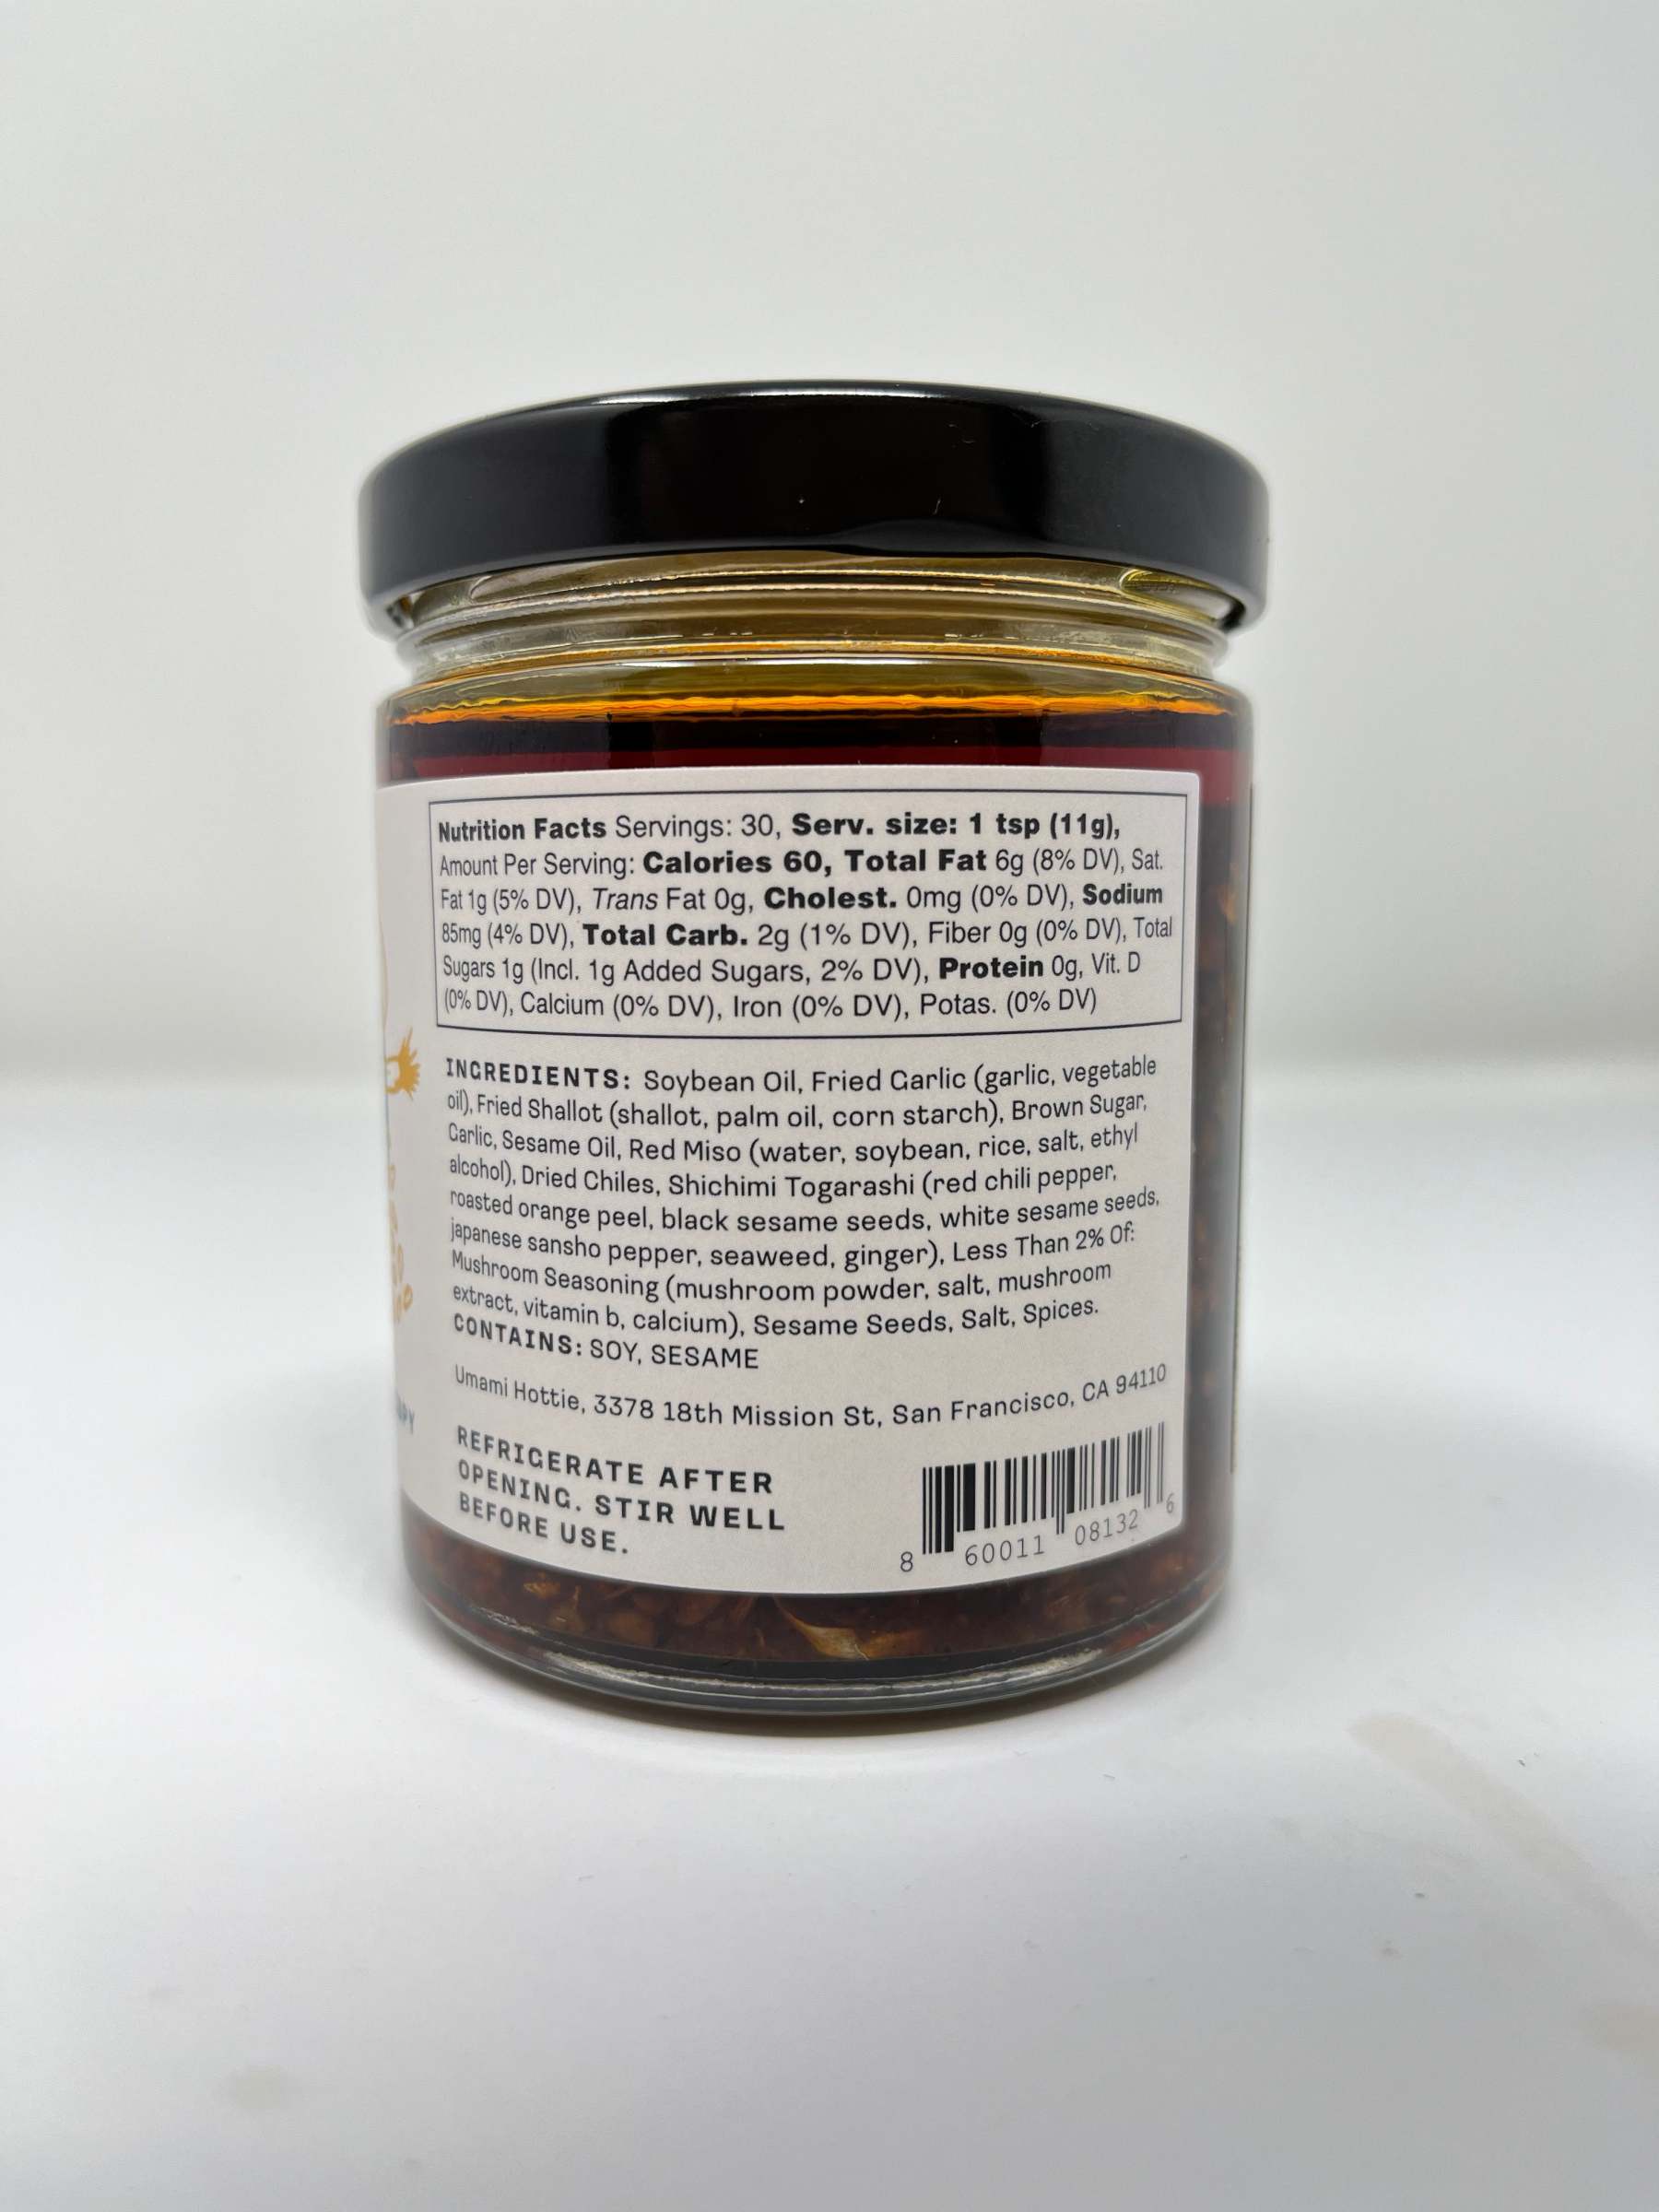 Nutrition Facts Servings: 30, Serv. size: 1 tsp (11g),
Amount Per Serving: Calories 60, Total Fat 6g (8% DV), Sat.
Fat 1g (5% DV), Trans Fat 0g, Cholest. 0mg (0% DV), Sodium
85mg (4% DV), Total Carb. 2g (1% DV), Fiber 0g (0% DV), Total
Sugars 1g (Incl. 1g Added Sugars, 2% DV), Protein 0g, Vit. D
(0% DV), Calcium (0% DV), Iron (0% DV), Potas. (0% DV)
INGREDIENTS: Soybean Oil, Fried Garlic (garlic, vegetable
oil), Fried Shallot (shallot, palm oil, corn starch), Brown Sugar,
Garlic, Sesame Oil, Red Miso (water, soybean, rice, salt, ethyl
alcohol), Dried Chiles, Shichimi Togarashi (red chili pepper,
roasted orange peel, black sesame seeds, white sesame seeds,
japanese sansho pepper, seaweed, ginger), Less Than 2% Of:
Mushroom Seasoning (mushroom powder, salt, mushroom
extract, vitamin b, calcium), Sesame Seeds, Salt, Spices.
CONTAINS: SOY, SESAME
Umami Hottie, 3378 18th Mission St, San Francisco, CA 94110
REFRIGERATE AFTER
OPENING. STIR WELL
BEFORE USE.
8 60011 08132 6